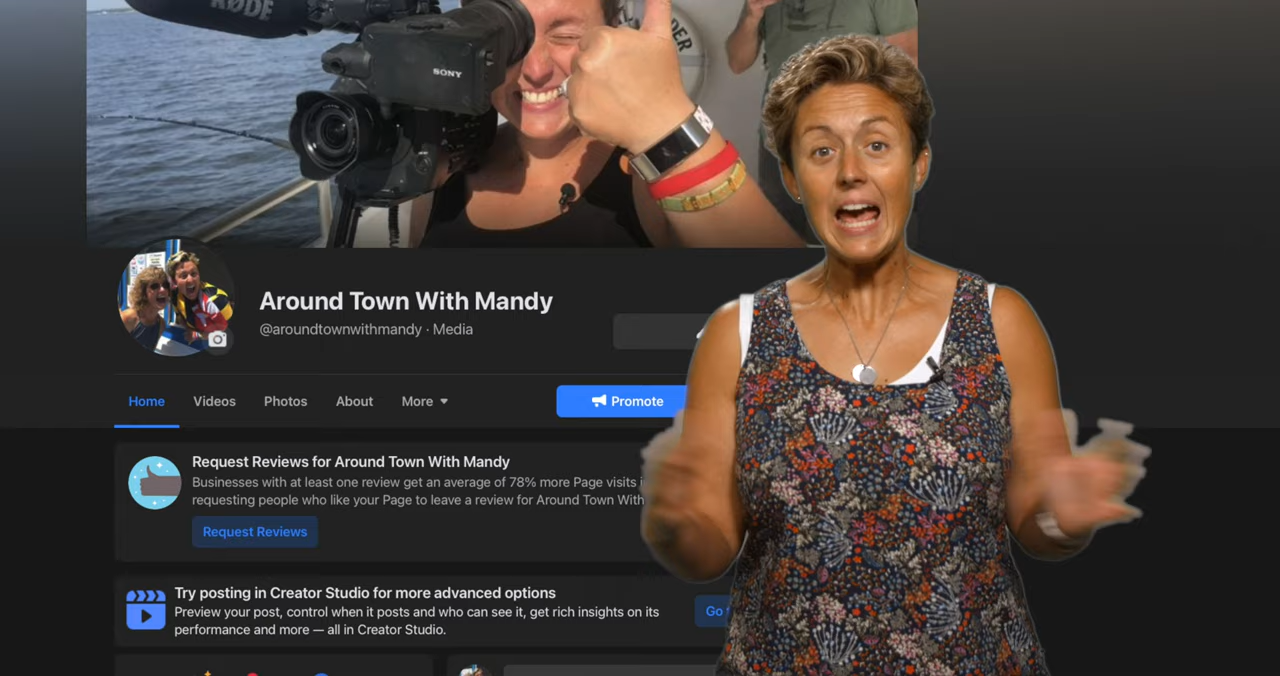 RØDE
SONY
DER
Around Town With Mandy
@aroundtownwithmandy · Media
Home Videos Photos About More Promote
Request Reviews for Around Town With Mandy
Businesses with at least one review get an average of 78% more Page visits
requesting people who like your Page to leave a review for Around Town With
Request Reviews
Try posting in Creator Studio for more advanced options
Preview your post, control when it posts and who can see it, get rich insights on its
performance and more — all in Creator Studio.
Go